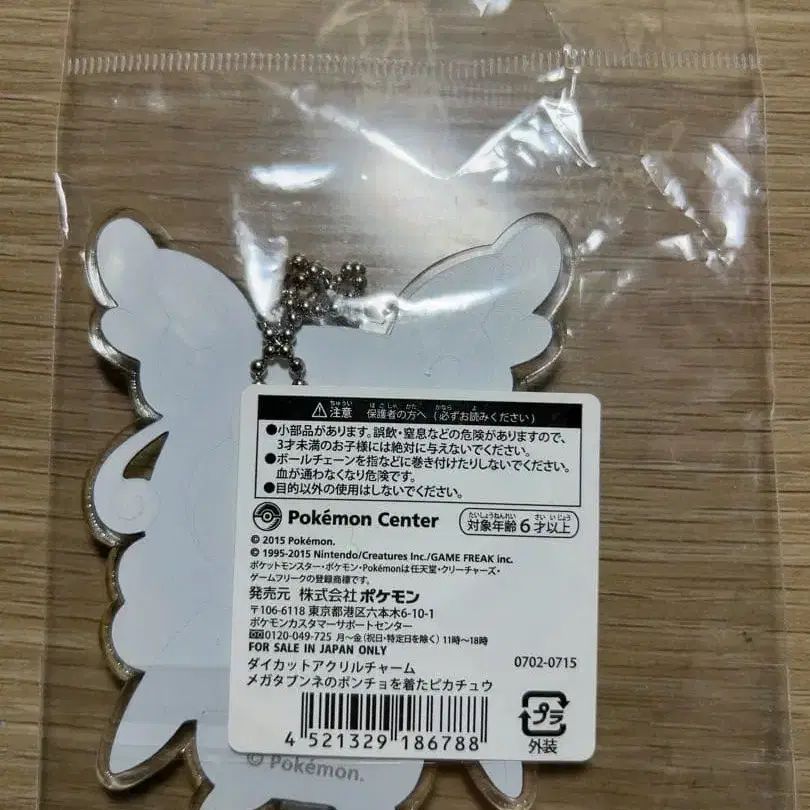 ⚠注意 保護者の方へ (必ずお読みください)
●小部品があります。誤飲・窒息などの危険がありますので、
3才未満のお子様には絶対に与えないでください。
●ボールチェーンを指などに巻き付けたりしないでください。
血が通わなくなり危険です。
●目的以外の使用はしないでください。
Pokémon Center
対象年齢6才以上
© 2015 Pokémon.
© 1995-2015 Nintendo/Creatures Inc./GAME FREAK inc.
ポケットモンスター・ポケモン・Pokémonは任天堂・クリーチャーズ・
ゲームフリークの登録商標です。
発売元 株式会社ポケモン
〒106-6118 東京都港区六本木6-10-1
ポケモンカスタマーサポートセンター
0120-049-725 月～金(祝日・特定日を除く)11時～18時
FOR SALE IN JAPAN ONLY
0702-0715
ダイカットアクリルチャーム
メガタブンネのポンチョを着たピカチュウ
4 521329 186788
プラ
外装
© Pokémon.